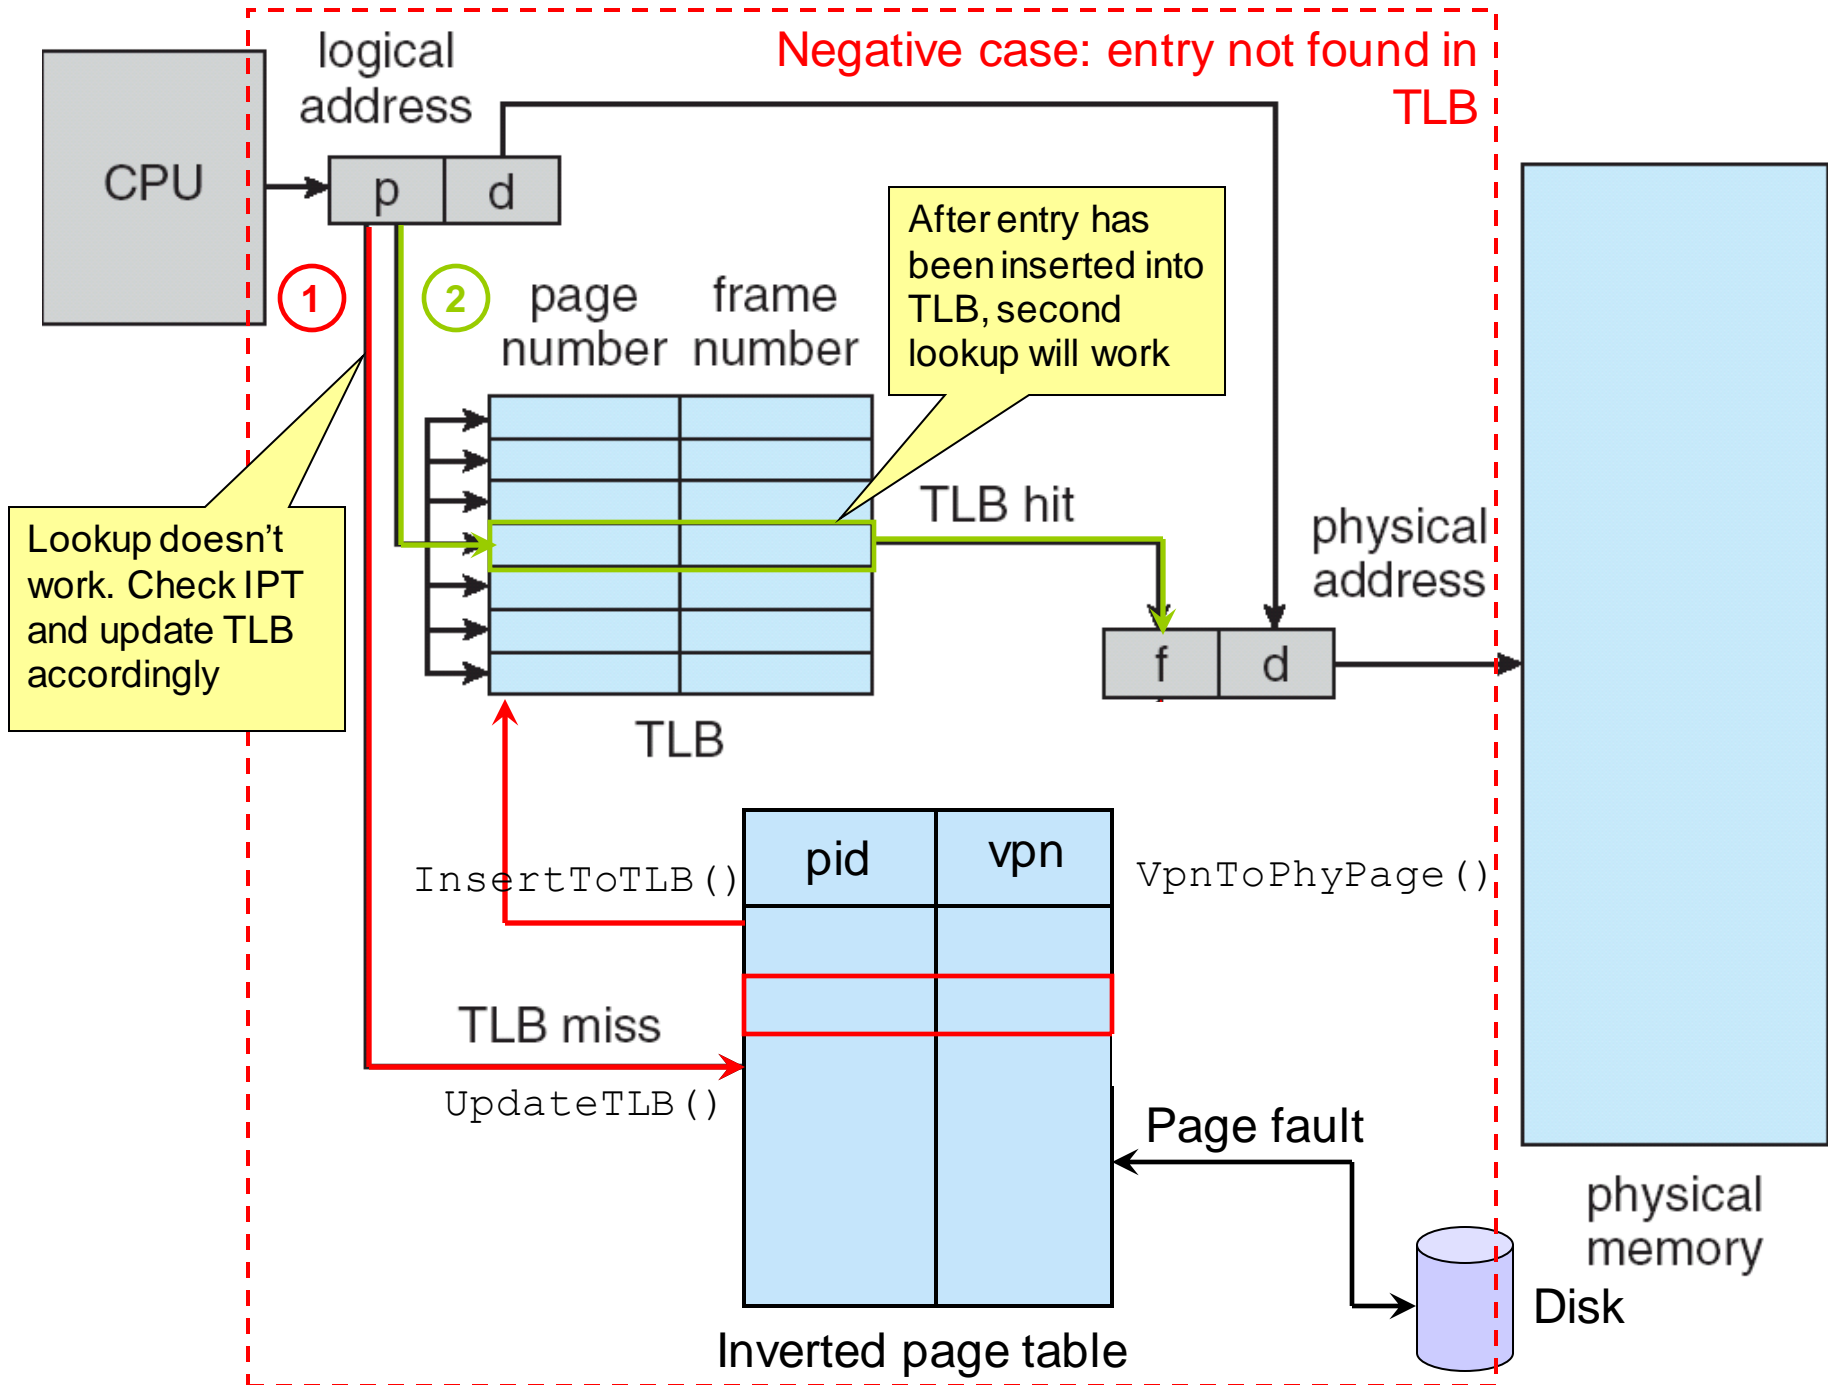 Negative case: entry not found in
TLB
logical
address
CPU
p
d
1
2
After entry has
been inserted into
TLB, second
lookup will work
page
number
frame
number
Lookup doesn't
work. Check IPT
and update TLB
accordingly
TLB hit
physical
address
f
d
TLB
pid
vpn
InsertToTLB()
VpnToPhyPage()
TLB miss
UpdateTLB()
Page fault
physical
memory
Disk
Inverted page table